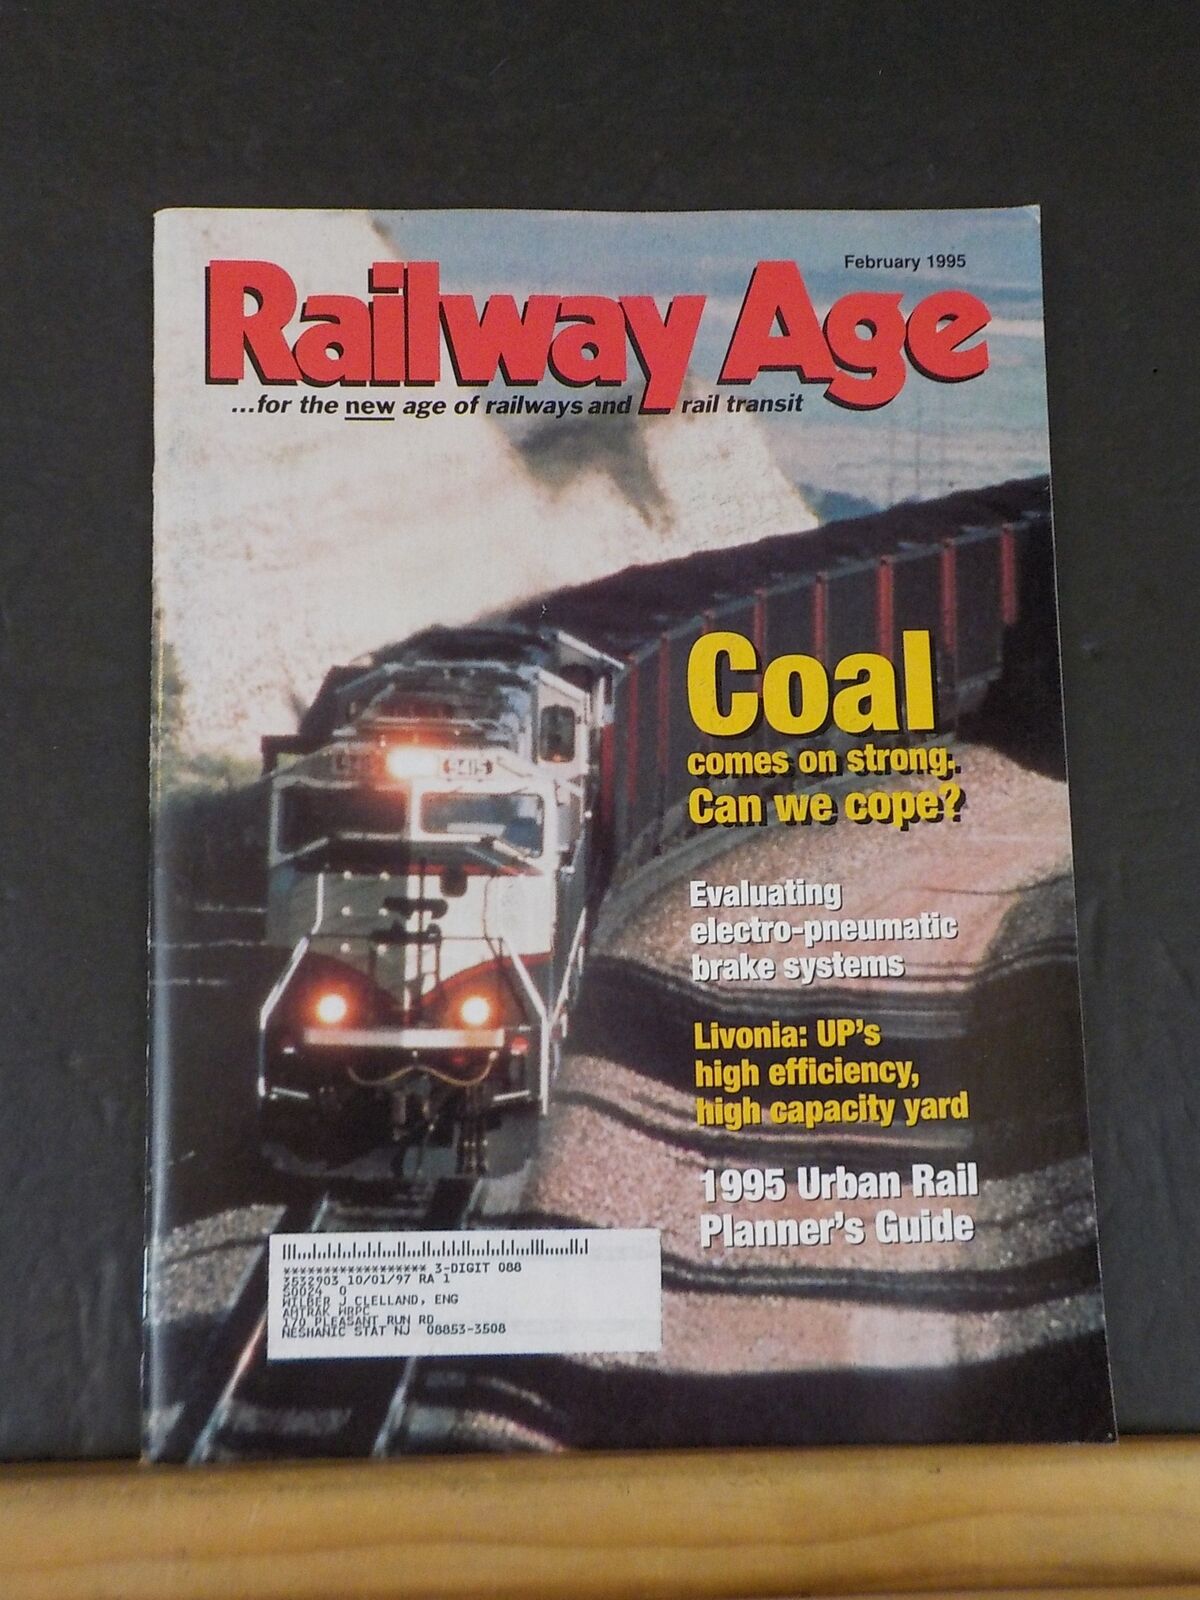 February 1995
Railway Age
...for the new age of railways and rail transit
Coal
comes on strong.
Can we cope?
Evaluating
electro-pneumatic
brake systems
Livonia: UP's
high efficiency,
high capacity yard
1995 Urban Rail
Planner's Guide
****************** 3-DIGIT 088
3532903 10/01/97 RA 1
S0024 0
WILBER J CLELLAND, ENG
AMTRAK WRPC
170 PLEASANT RUN RD
NESHANIC STAT NJ 08853-3508